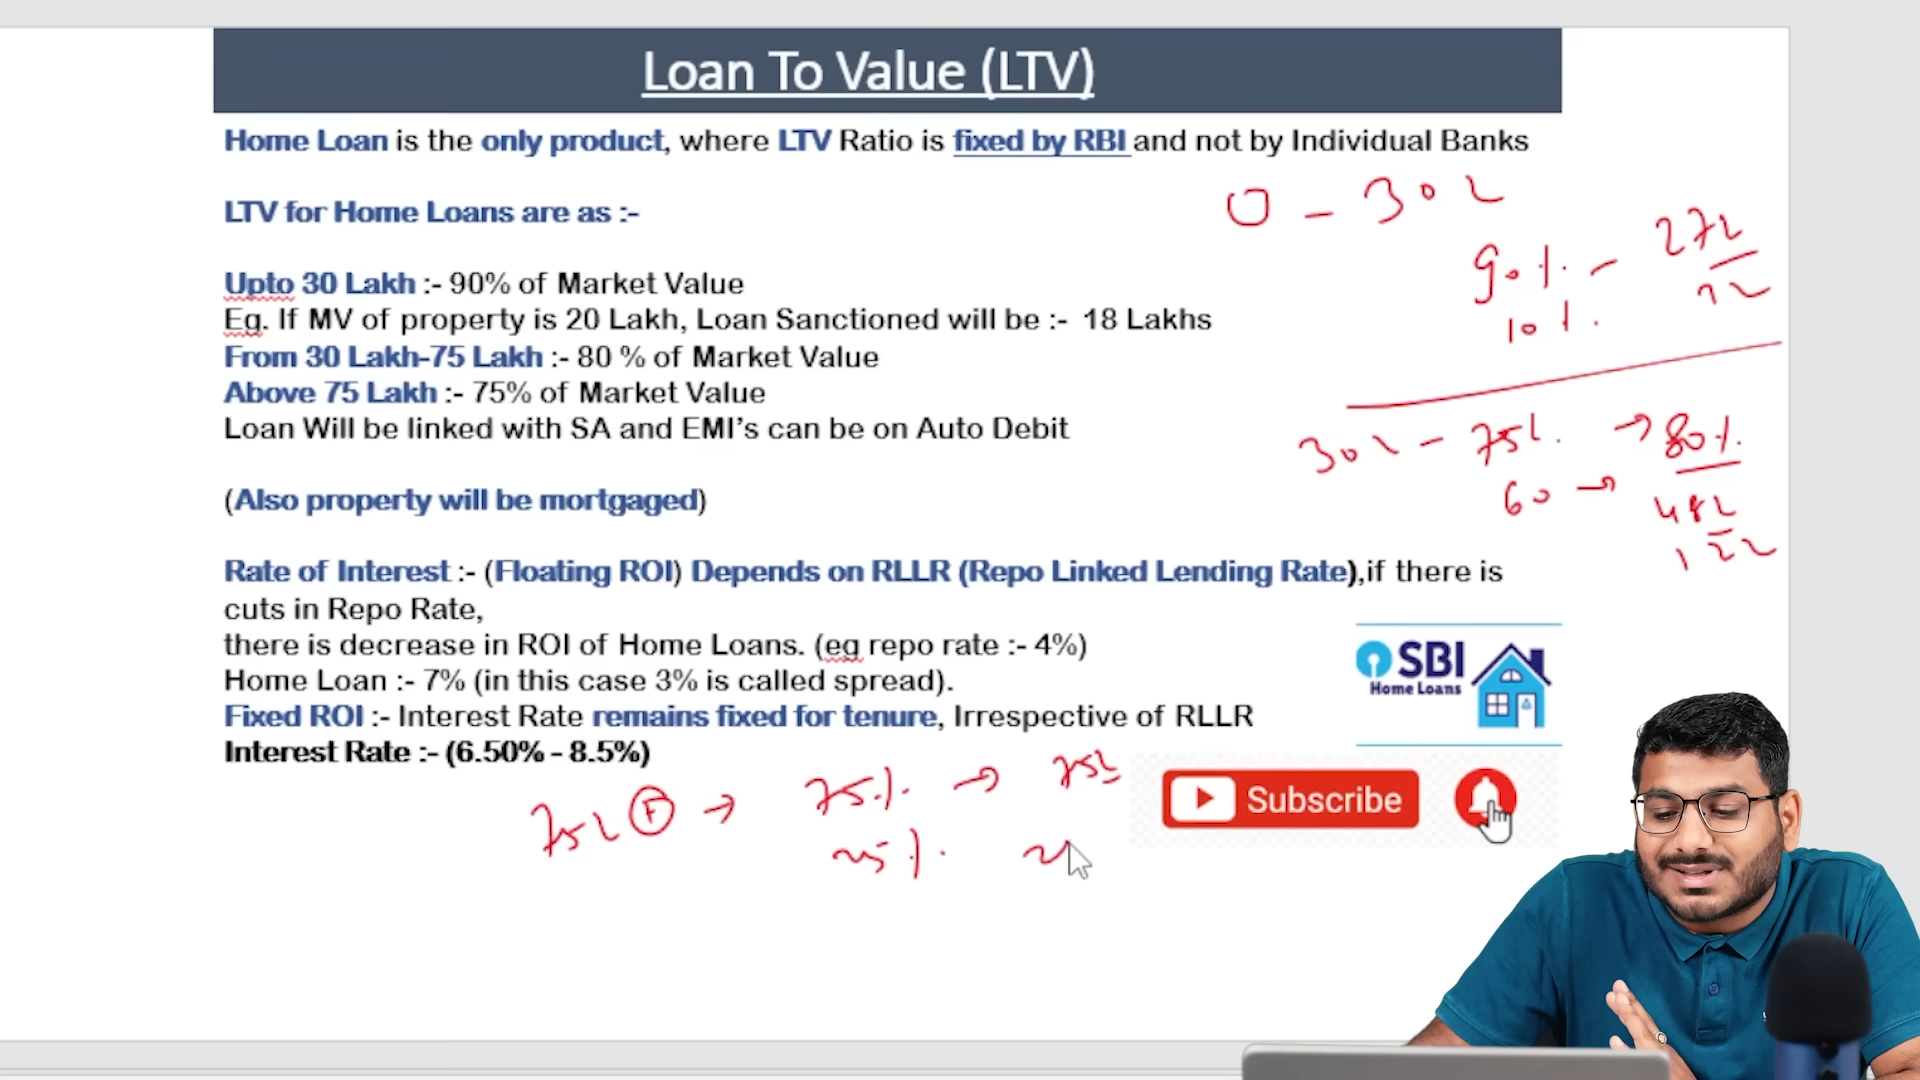 Loan To Value (LTV)
Home Loan is the only product, where LTV Ratio is fixed by RBI and not by Individual Banks
0 - 30 L
LTV for Home Loans are as :-
90% - 27L
10%.
Upto 30 Lakh :- 90% of Market Value
Eg. If MV of property is 20 Lakh, Loan Sanctioned will be :- 18 Lakhs
From 30 Lakh-75 Lakh :- 80 % of Market Value
Above 75 Lakh :- 75% of Market Value
Loan Will be linked with SA and EMI's can be on Auto Debit
30L - 75L. → 80%.
60 → 48L
12L
(Also property will be mortgaged)
Rate of Interest :- (Floating ROI) Depends on RLLR (Repo Linked Lending Rate),if there is
cuts in Repo Rate,
there is decrease in ROI of Home Loans. (eg repo rate :- 4%)
Home Loan :- 7% (in this case 3% is called spread).
Fixed ROI :- Interest Rate remains fixed for tenure, Irrespective of RLLR
Interest Rate :- (6.50% - 8.5%)
SBI
Home Loans
75L → 75%. → 75L
25%.
Subscribe